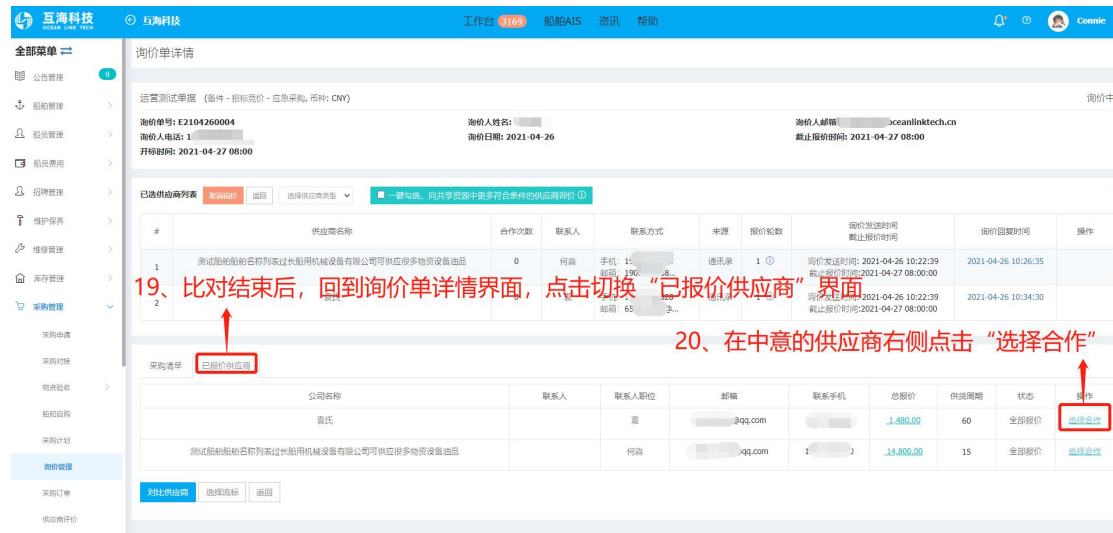 互海科技
OCEAN LINK TECH
互海科技
工作台 3169 船舶AIS 资讯 帮助
Connie
全部菜单
询价单详情
公告管理 0
船舶管理
船员管理
船员费用
招聘管理
维护保养
维修管理
库存管理
采购管理
采购申请
采购对接
物资验收
船舶自购
采购计划
询价管理
采购订单
供应商评价
运营测试单据 (备件 - 招标竞价 - 应急采购, 币种: CNY) 询价中
询价单号: E2104260004 询价人姓名: 询价人邮箱 oceanlinktech.cn
询价人电话: 1 询价日期: 2021-04-26 截止报价时间: 2021-04-27 08:00
开标时间: 2021-04-27 08:00
已选供应商列表 取消询价 返回 选择供应商类型 一键勾选，向共享资源中更多符合条件的供应商询价
# 供应商名称 合作次数 联系人 联系方式 来源 报价轮数 询价发送时间 截止报价时间 询价回复时间 操作
1 测试船舶船舶名称列表过长船用机械设备有限公司可供应很多物资设备油品 0 何淼 手机: 15 通讯录 1 询价发送时间: 2021-04-26 10:22:39 2021-04-26 10:26:35
邮箱: 190 58... 截止报价时间:2021-04-27 08:00:00
2 袁氏 0 袁 通讯录 1 询价发送时间: 2021-04-26 10:22:39 2021-04-26 10:34:30
邮箱: 65 @... 截止报价时间:2021-04-27 08:00:00
19、比对结束后，回到询价单详情界面，点击切换“已报价供应商”界面
20、在中意的供应商右侧点击“选择合作”
采购清单 已报价供应商
公司名称 联系人 联系人职位 邮箱 联系手机 总报价 供货周期 状态 操作
袁氏 袁 @qq.com 1,480.00 60 全部报价 选择合作
测试船舶船舶名称列表过长船用机械设备有限公司可供应很多物资设备油品 何淼 @qq.com 1 14,800.00 15 全部报价 选择合作
对比供应商 选择流标 返回